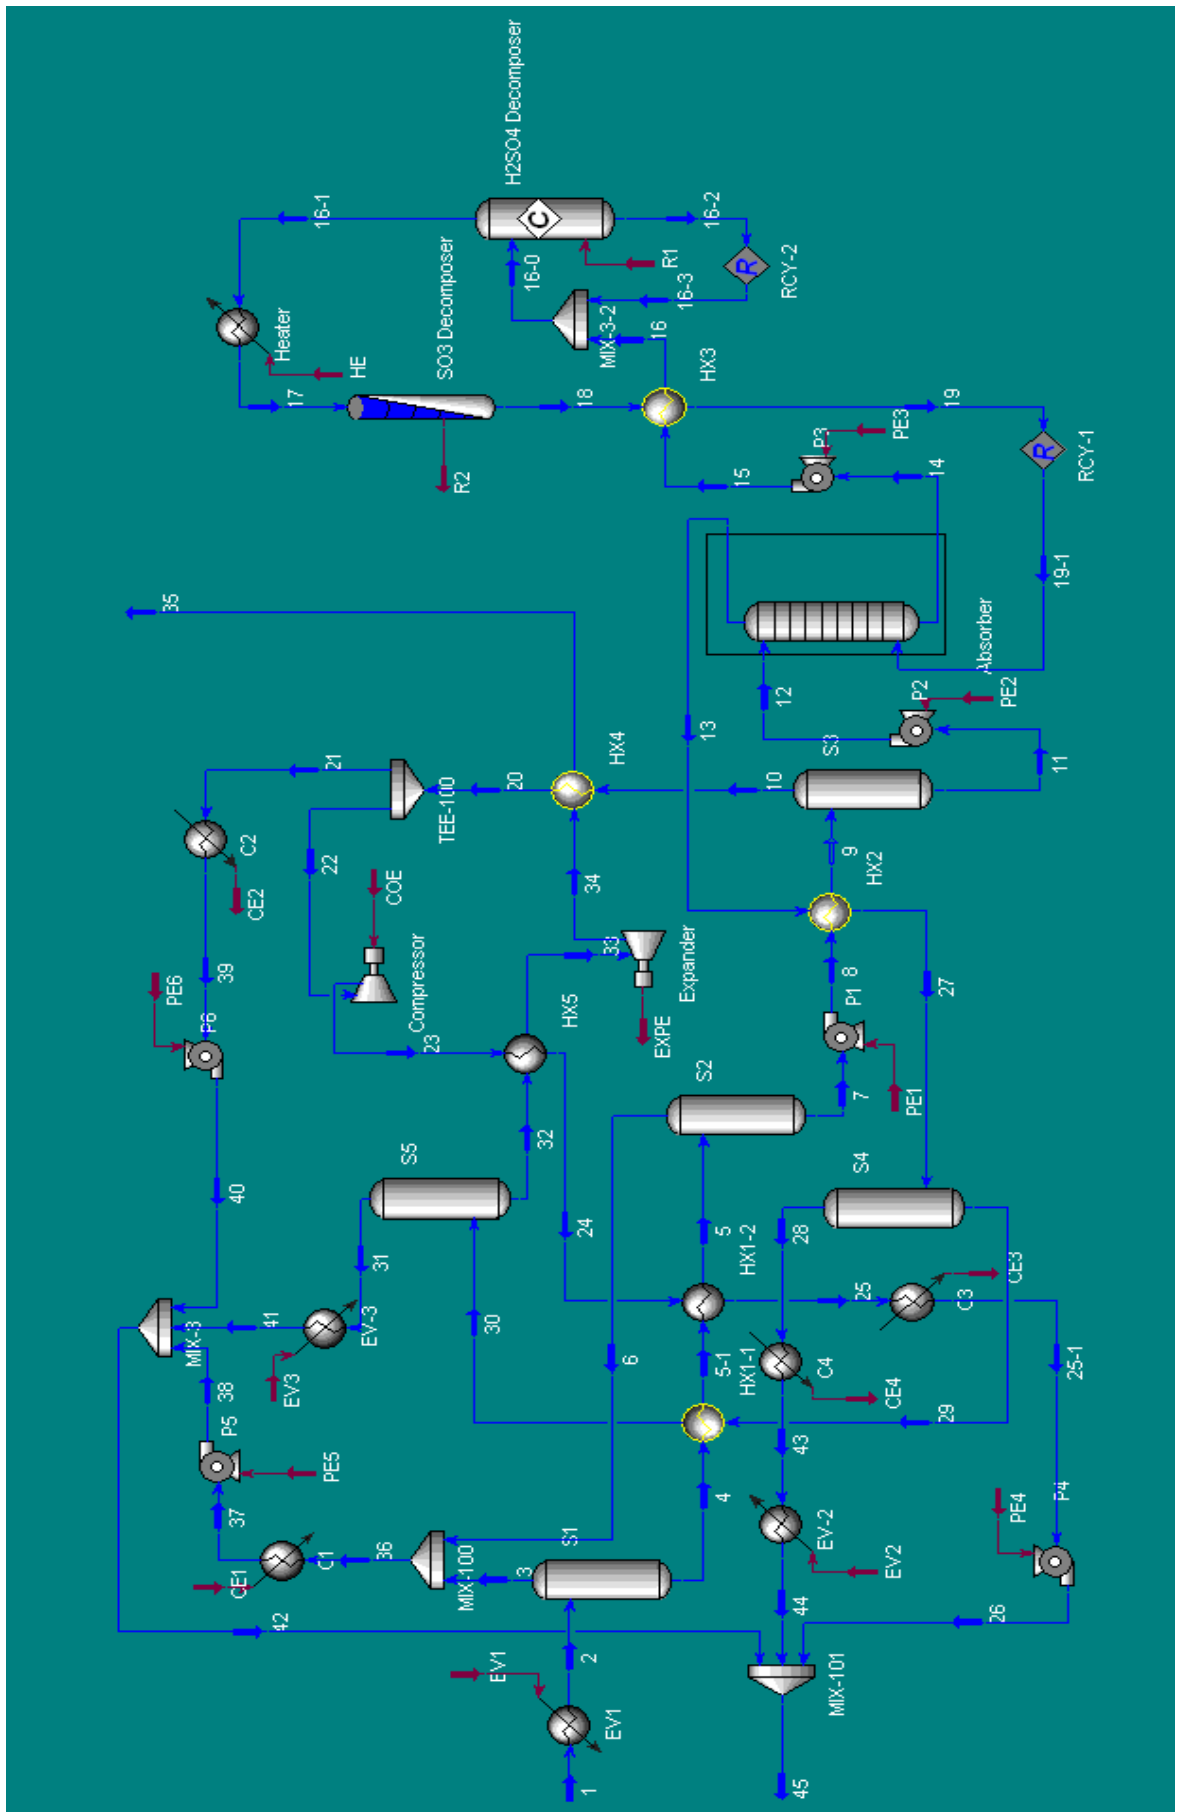 H2SO4 Decomposer
16-1
16-2
RCY-2
R
C
R1
16-0
16-3
MIX-3-2
16
Heater
HE
17
SO3 Decomposer
R2
18
HX3
19
RCY-1
R
PE3
P3
15
14
19-1
Absorber
12
13
P2
PE2
S3
11
10
35
HX4
20
TEE-100
21
22
C2
CE2
COE
Compressor
34
33
Expander
EXPE
HX5
23
39
PE6
P6
9
HX2
8
P1
27
7
PE1
S2
S5
32
24
40
31
30
41
EV-3
EV3
MIX-3
38
P5
PE5
37
C1
CE1
36
MIX-100
3
S1
6
5
HX1-2
5-1
HX1-1
4
S4
28
25
C3
CE3
C4
CE4
29
25-1
43
EV-2
EV2
44
PE4
P4
26
42
2
EV1
EV1
1
MIX-101
45